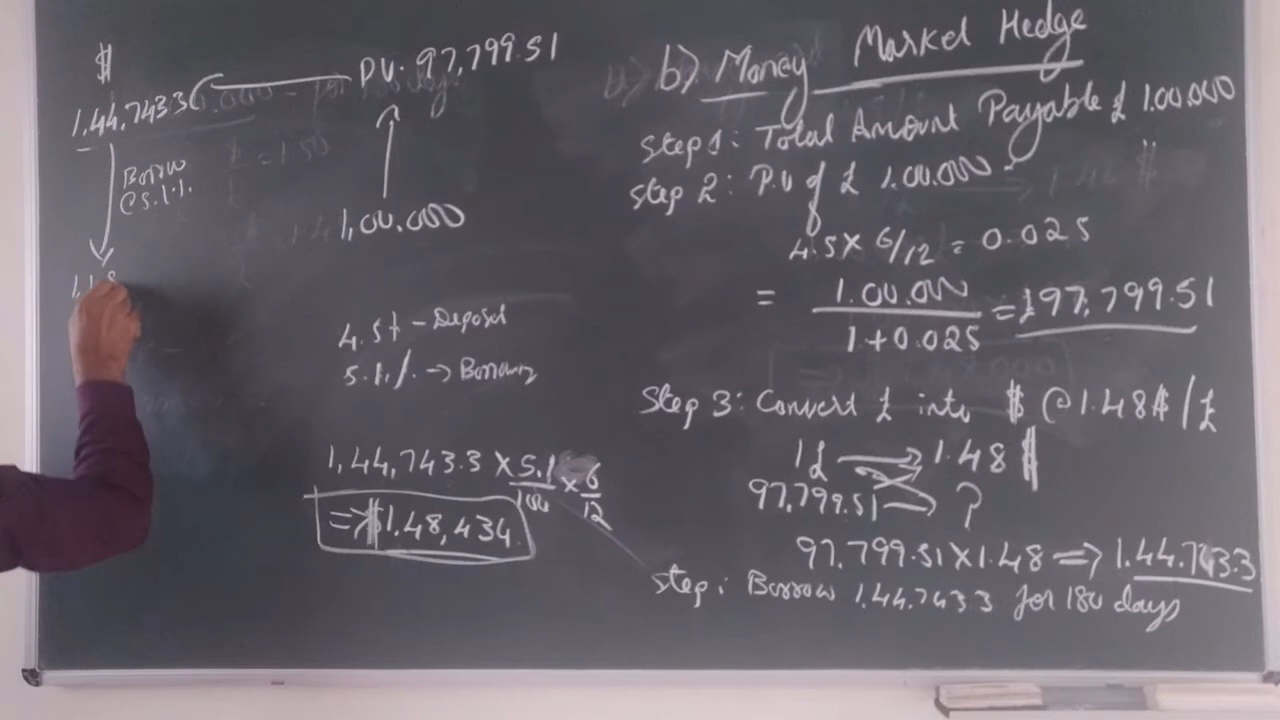 $
P.V. 97,799.51
1,44,743.3
Borrow
@5.1%.
1,00,000
4.5% - Deposit
5.1% → Borrowing
1,44,743.3 × 5.1/100 × 6/12
=> $1,48,434
b) Money Market Hedge
Step 1: Total Amount Payable £ 1,00,000
Step 2: P.V of £ 1,00,000 -
4.5 × 6/12 = 0.025
= 1,00,000 / 1+0.025 = £97,799.51
Step 3: Convert £ into $ @1.48$/£
1£ → 1.48 $
97,799.51 → ?
97,799.51 × 1.48 => 1,44,743.3
Step: Borrow 1,44,7433 for 180 days